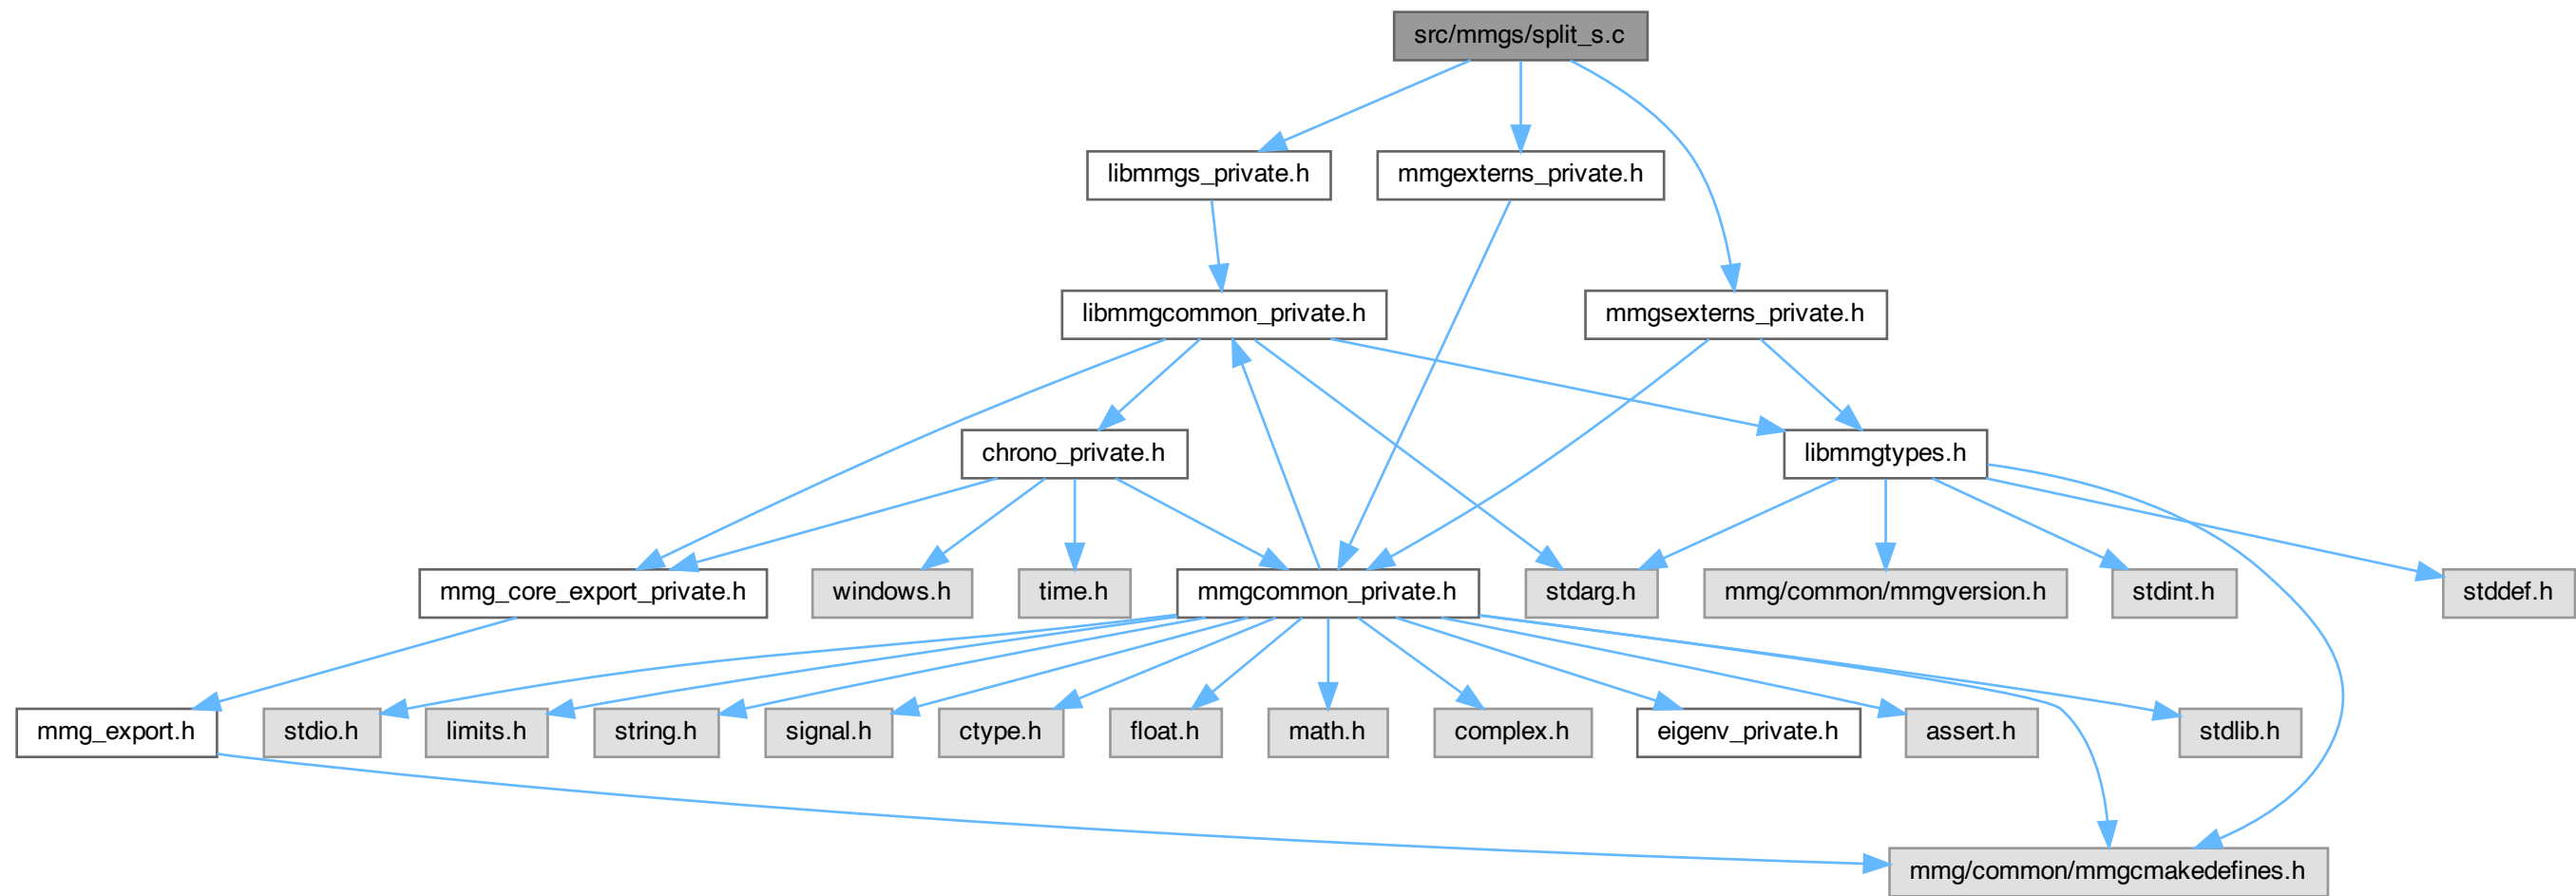 src/mmgs/split_s.c
libmmgs_private.h
mmgexterns_private.h
libmmgcommon_private.h
mmgsexterns_private.h
chrono_private.h
libmmgtypes.h
mmg_core_export_private.h
windows.h
time.h
mmgcommon_private.h
stdarg.h
mmg/common/mmgversion.h
stdint.h
stddef.h
mmg_export.h
stdio.h
limits.h
string.h
signal.h
ctype.h
float.h
math.h
complex.h
eigenv_private.h
assert.h
stdlib.h
mmg/common/mmgcmakedefines.h